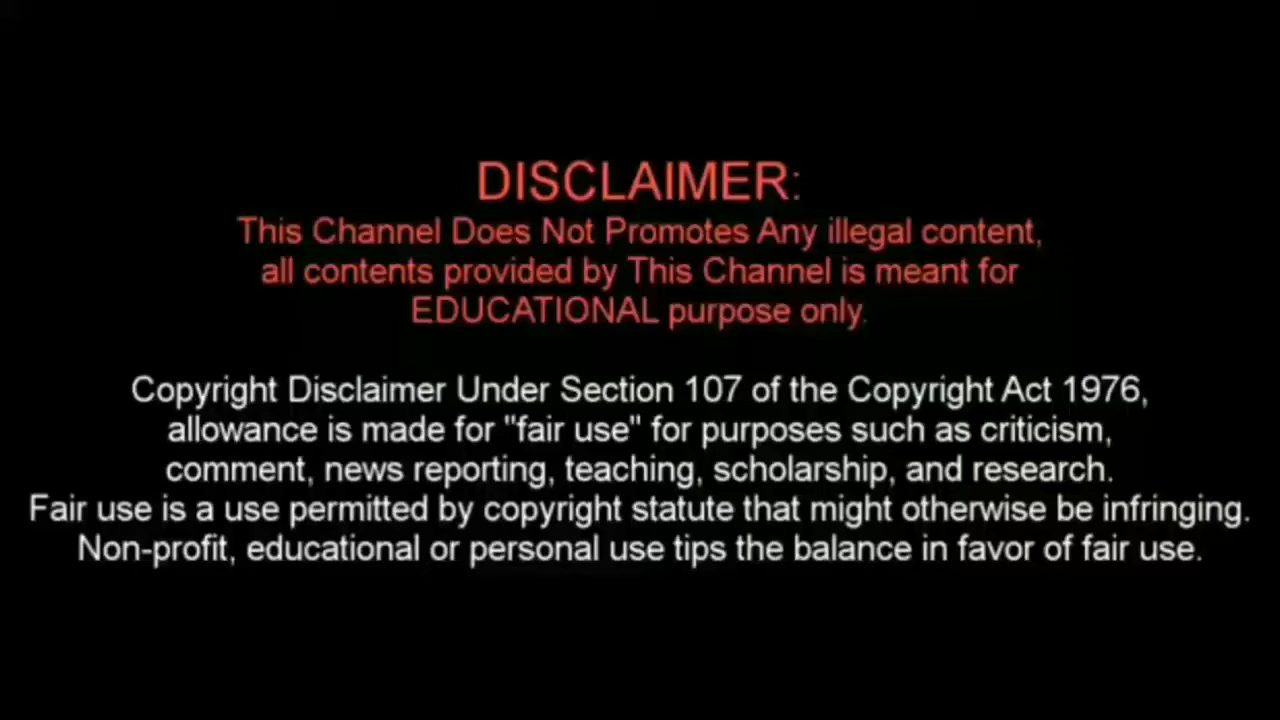 DISCLAIMER:
This Channel Does Not Promotes Any illegal content,
all contents provided by This Channel is meant for
EDUCATIONAL purpose only.
Copyright Disclaimer Under Section 107 of the Copyright Act 1976,
allowance is made for "fair use" for purposes such as criticism,
comment, news reporting, teaching, scholarship, and research.
Fair use is a use permitted by copyright statute that might otherwise be infringing.
Non-profit, educational or personal use tips the balance in favor of fair use.